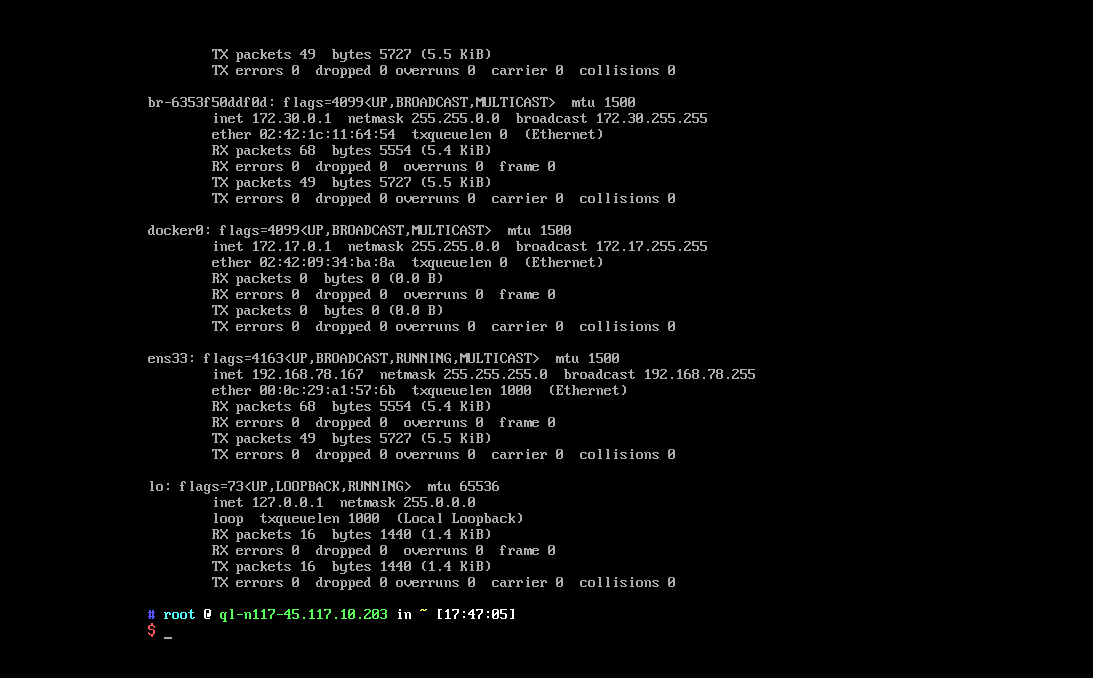 TX packets 49  bytes 5727 (5.5 KiB)
TX errors 0  dropped 0 overruns 0  carrier 0  collisions 0
br-6353f50ddf0d: flags=4099<UP,BROADCAST,MULTICAST>  mtu 1500
inet 172.30.0.1  netmask 255.255.0.0  broadcast 172.30.255.255
ether 02:42:1c:11:64:54  txqueuelen 0  (Ethernet)
RX packets 68  bytes 5554 (5.4 KiB)
RX errors 0  dropped 0  overruns 0  frame 0
TX packets 49  bytes 5727 (5.5 KiB)
TX errors 0  dropped 0 overruns 0  carrier 0  collisions 0
docker0: flags=4099<UP,BROADCAST,MULTICAST>  mtu 1500
inet 172.17.0.1  netmask 255.255.0.0  broadcast 172.17.255.255
ether 02:42:09:34:ba:8a  txqueuelen 0  (Ethernet)
RX packets 0  bytes 0 (0.0 B)
RX errors 0  dropped 0  overruns 0  frame 0
TX packets 0  bytes 0 (0.0 B)
TX errors 0  dropped 0 overruns 0  carrier 0  collisions 0
ens33: flags=4163<UP,BROADCAST,RUNNING,MULTICAST>  mtu 1500
inet 192.168.78.167  netmask 255.255.255.0  broadcast 192.168.78.255
ether 00:0c:29:a1:57:6b  txqueuelen 1000  (Ethernet)
RX packets 68  bytes 5554 (5.4 KiB)
RX errors 0  dropped 0  overruns 0  frame 0
TX packets 49  bytes 5727 (5.5 KiB)
TX errors 0  dropped 0 overruns 0  carrier 0  collisions 0
lo: flags=73<UP,LOOPBACK,RUNNING>  mtu 65536
inet 127.0.0.1  netmask 255.0.0.0
loop  txqueuelen 1000  (Local Loopback)
RX packets 16  bytes 1440 (1.4 KiB)
RX errors 0  dropped 0  overruns 0  frame 0
TX packets 16  bytes 1440 (1.4 KiB)
TX errors 0  dropped 0 overruns 0  carrier 0  collisions 0
# root @ ql-n117-45.117.10.203 in ~ [17:47:05]
$ _